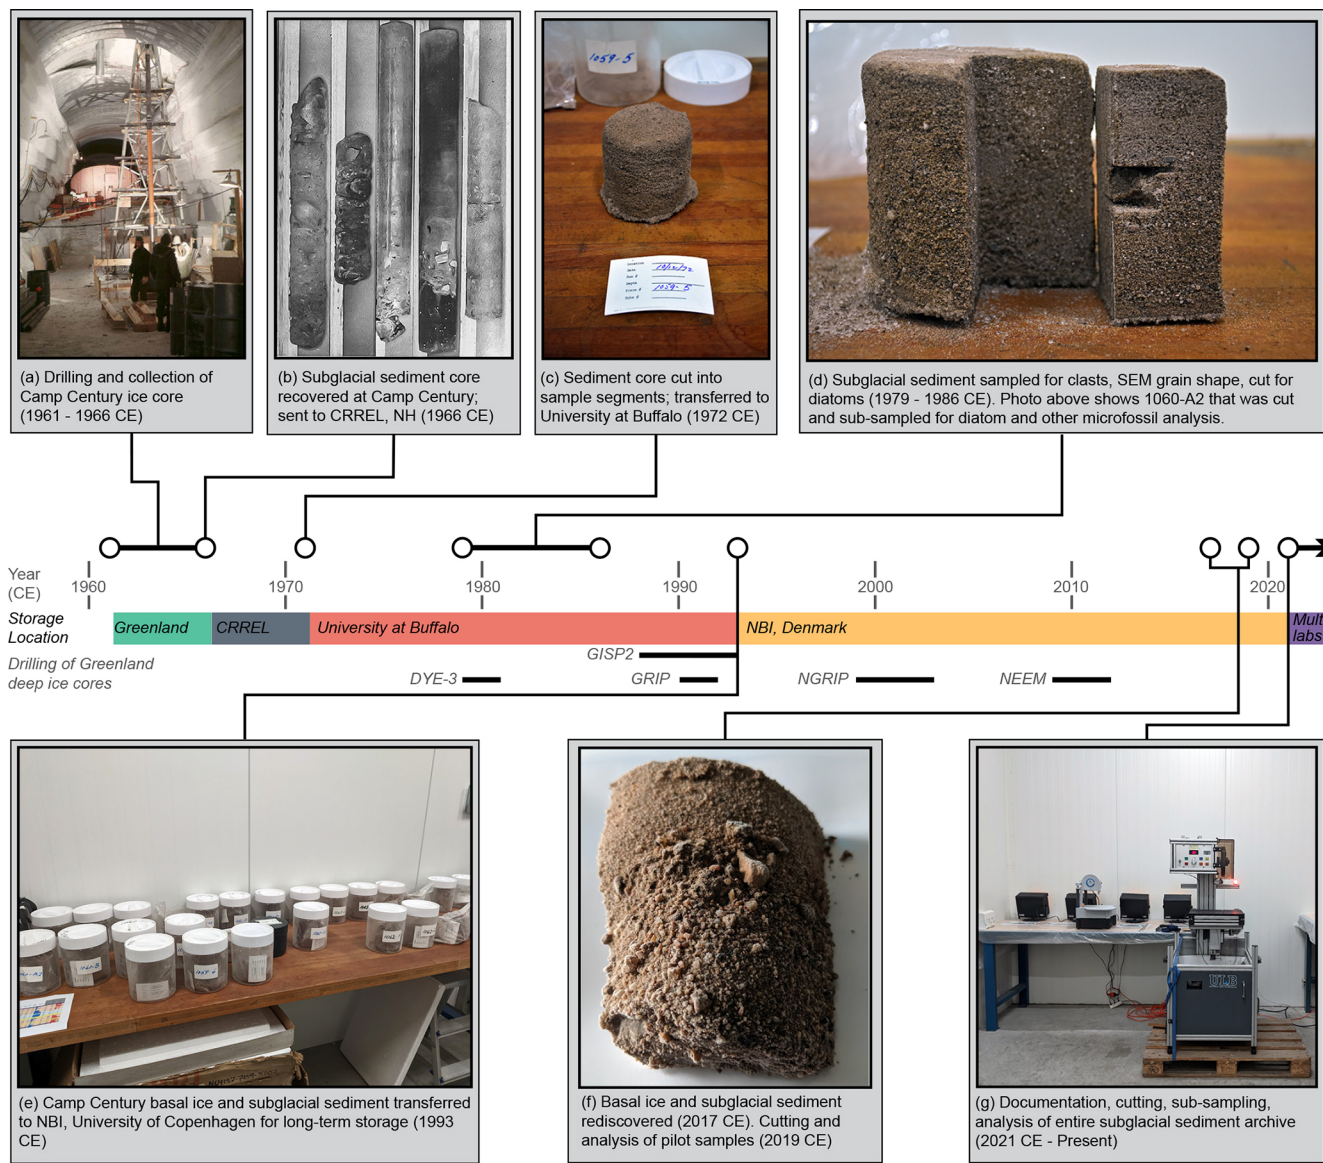 1059-5
10/12/72
1059-5
(a) Drilling and collection of
Camp Century ice core
(1961 - 1966 CE)
(b) Subglacial sediment core
recovered at Camp Century;
sent to CRREL, NH (1966 CE)
(c) Sediment core cut into
sample segments; transferred to
University at Buffalo (1972 CE)
(d) Subglacial sediment sampled for clasts, SEM grain shape, cut for
diatoms (1979 - 1986 CE). Photo above shows 1060-A2 that was cut
and sub-sampled for diatom and other microfossil analysis.
Year
(CE)
1960
1970
1980
1990
2000
2010
2020
Storage
Location
Greenland
CRREL
University at Buffalo
NBI, Denmark
Mult
labs
Drilling of Greenland
deep ice cores
GISP2
DYE-3
GRIP
NGRIP
NEEM
ULB
(e) Camp Century basal ice and subglacial sediment transferred
to NBI, University of Copenhagen for long-term storage (1993
CE)
(f) Basal ice and subglacial sediment
rediscovered (2017 CE). Cutting and
analysis of pilot samples (2019 CE)
(g) Documentation, cutting, sub-sampling,
analysis of entire subglacial sediment archive
(2021 CE - Present)